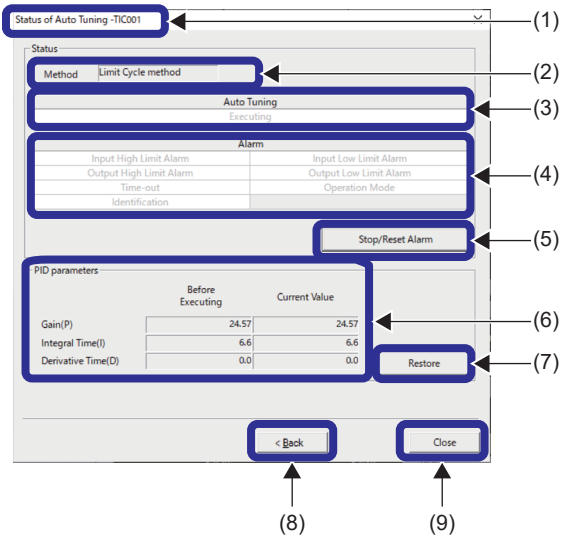 Status of Auto Tuning -TIC001
(1)
Status
Method Limit Cycle method
(2)
Auto Tuning
(3)
Executing
Alarm
Input High Limit Alarm Input Low Limit Alarm
Output High Limit Alarm Output Low Limit Alarm
(4)
Time-out Operation Mode
Identification
Stop/Reset Alarm
(5)
PID parameters
Before
Executing Current Value
Gain(P) 24.57 24.57
(6)
Integral Time(I) 6.6 6.6
Derivative Time(D) 0.0 0.0
Restore
(7)
< Back Close
(8) (9)